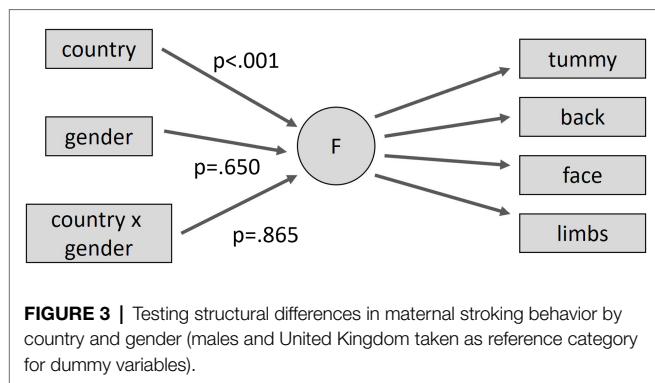 country
p<.001
gender
p=.650
country x
gender
p=.865
F
tummy
back
face
limbs
FIGURE 3 | Testing structural differences in maternal stroking behavior by
country and gender (males and United Kingdom taken as reference category
for dummy variables).